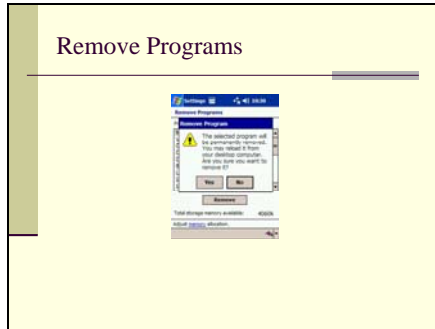 Remove Programs
Settings
Remove Programs
Remove Program
The selected program will
be permanently removed.
You may reload it from
your desktop computer.
Are you sure you want to
remove it?
Yes No
Remove
Total storage memory available:
Adjust memory allocation.